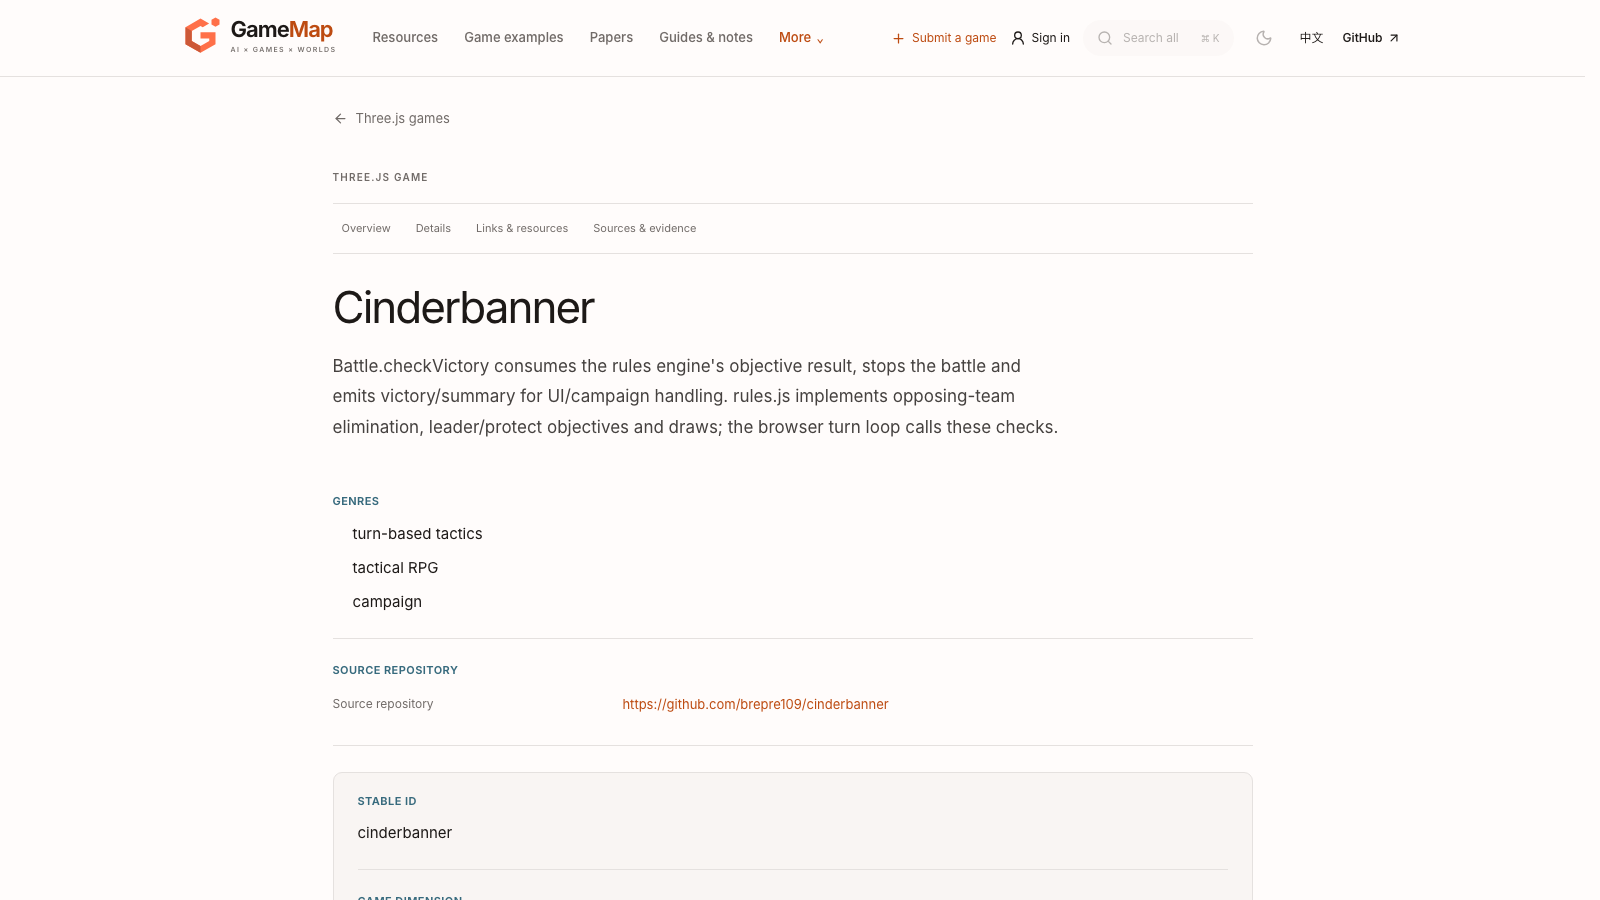 GameMap
AI × GAMES × WORLDS
Resources
Game examples
Papers
Guides & notes
More
Submit a game
Sign in
Search all
⌘ K
中文
GitHub
Three.js games
THREE.JS GAME
Overview
Details
Links & resources
Sources & evidence
Cinderbanner
Battle.checkVictory consumes the rules engine's objective result, stops the battle and
emits victory/summary for UI/campaign handling. rules.js implements opposing-team
elimination, leader/protect objectives and draws; the browser turn loop calls these checks.
GENRES
turn-based tactics
tactical RPG
campaign
SOURCE REPOSITORY
Source repository
https://github.com/brepre109/cinderbanner
STABLE ID
cinderbanner
GAME DIMENSION